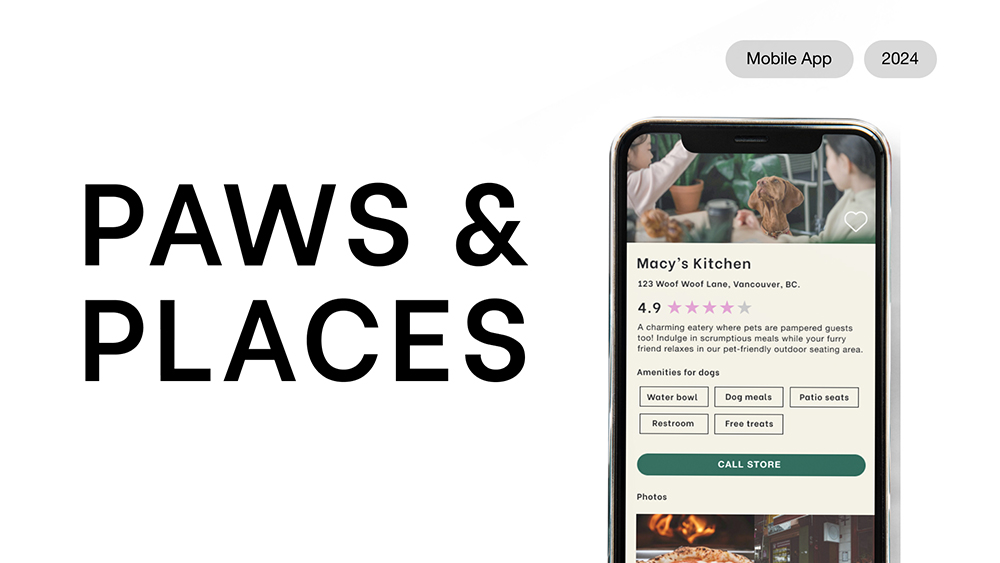 Mobile App
2024
PAWS &
PLACES
Macy's Kitchen
123 Woof Woof Lane, Vancouver, BC.
4.9
A charming eatery where pets are pampered guests
too! Indulge in scrumptious meals while your furry
friend relaxes in our pet-friendly outdoor seating area.
Amenities for dogs
Water bowl
Dog meals
Patio seats
Restroom
Free treats
CALL STORE
Photos